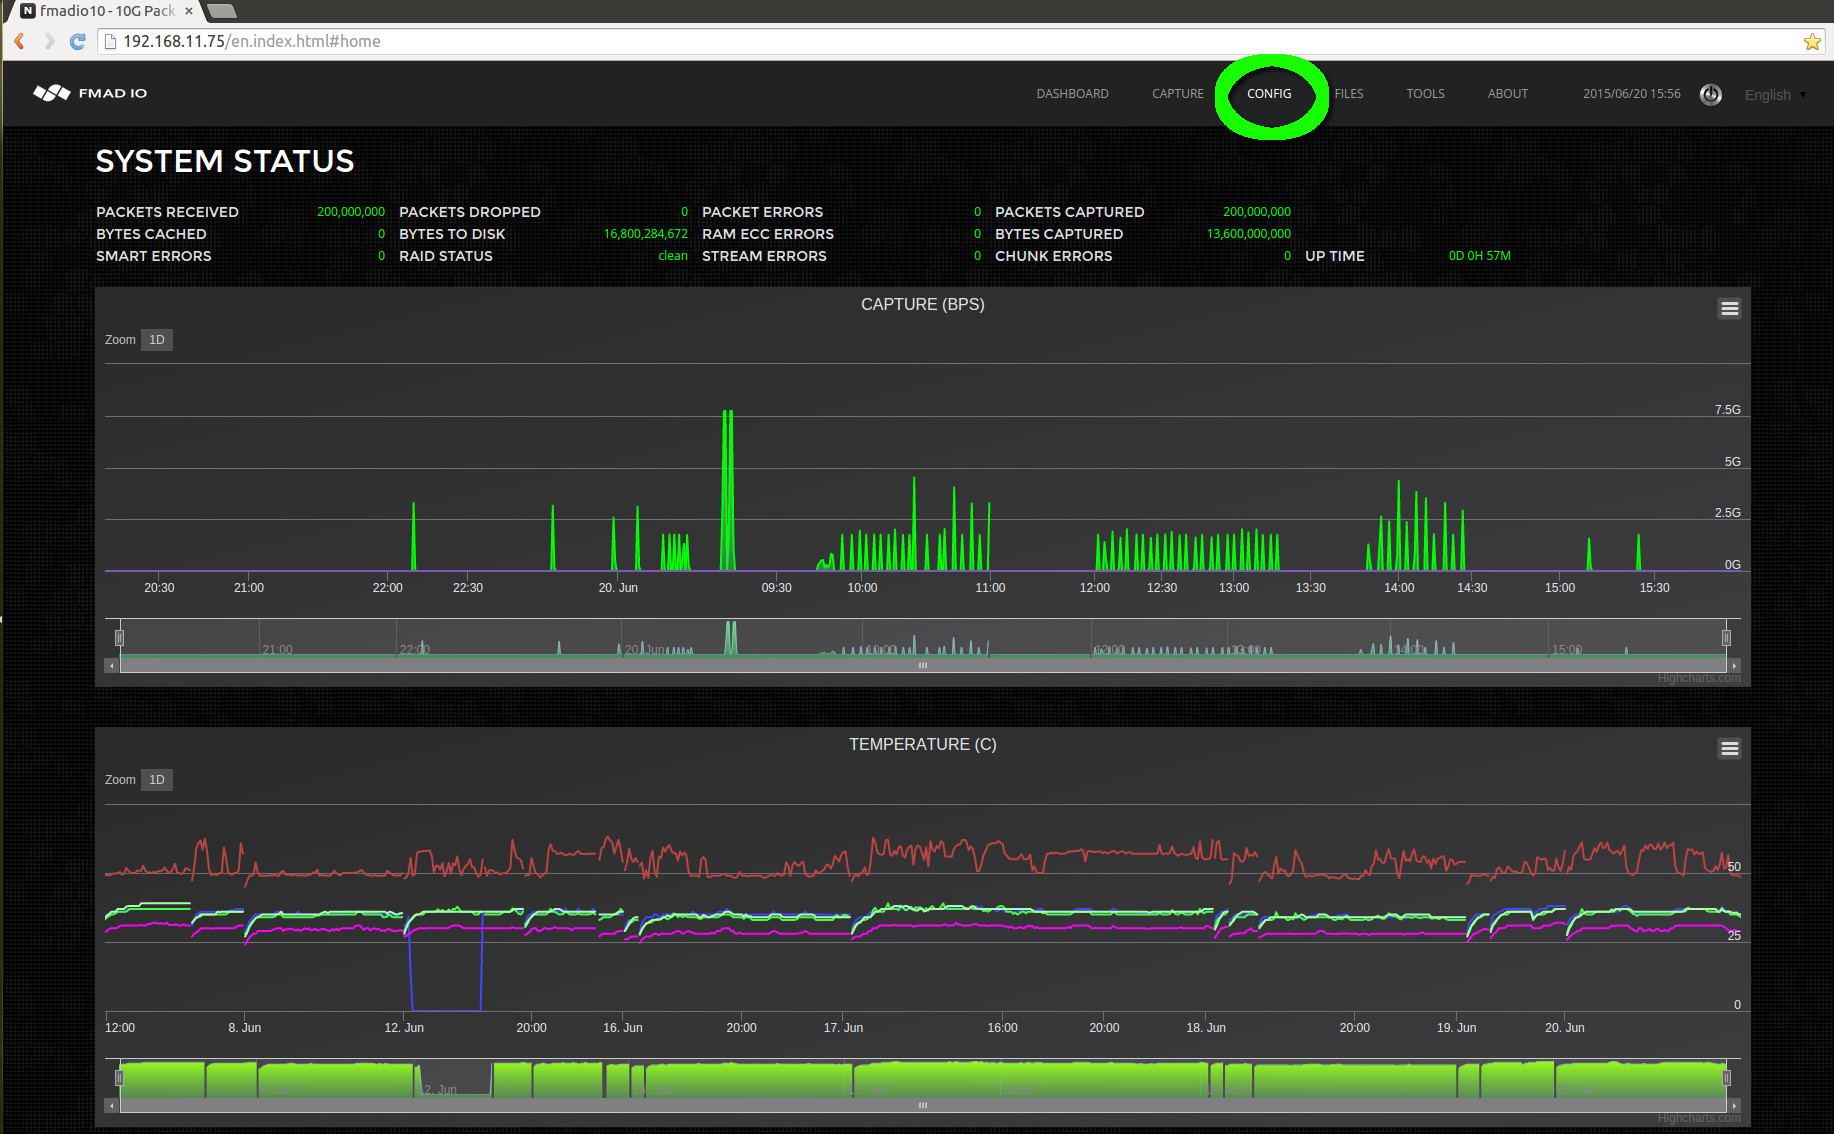 fmadio10 - 10G Pack
192.168.11.75/en.index.html#home
FMAD IO DASHBOARD CAPTURE CONFIG FILES TOOLS ABOUT 2015/06/20 15:56 English
SYSTEM STATUS
PACKETS RECEIVED 200,000,000 PACKETS DROPPED 0 PACKET ERRORS 0 PACKETS CAPTURED 200,000,000
BYTES CACHED 0 BYTES TO DISK 16,800,284,672 RAM ECC ERRORS 0 BYTES CAPTURED 13,600,000,000
SMART ERRORS 0 RAID STATUS clean STREAM ERRORS 0 CHUNK ERRORS 0 UP TIME 0D 0H 57M
CAPTURE (BPS)
Zoom 1D
7.5G
5G
2.5G
0G
20:30 21:00 22:00 22:30 20. Jun 09:30 10:00 11:00 12:00 12:30 13:00 13:30 14:00 14:30 15:00 15:30
21:00 22:00 20. Jun 10:00 12:00 13:00 14:00 15:00
Highcharts.com
TEMPERATURE (C)
Zoom 1D
50
25
0
12:00 8. Jun 12. Jun 20:00 16. Jun 20:00 17. Jun 16:00 20:00 18. Jun 20:00 19. Jun 20. Jun
2. Jun
Highcharts.com